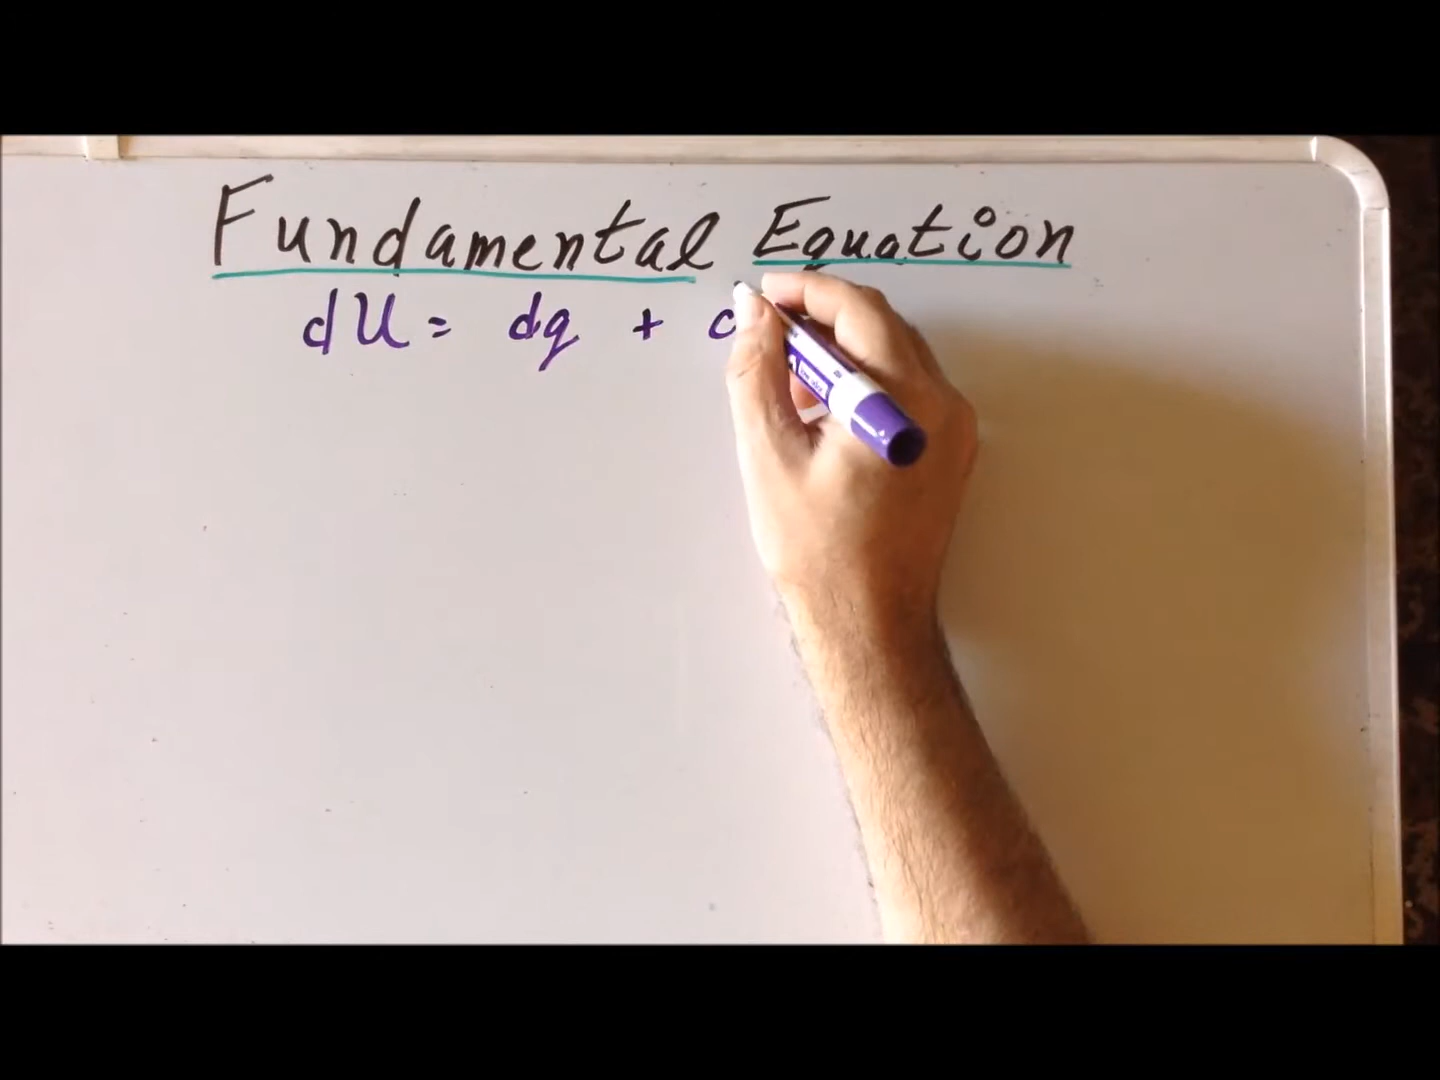 Fundamental Equation
dU = dq + d